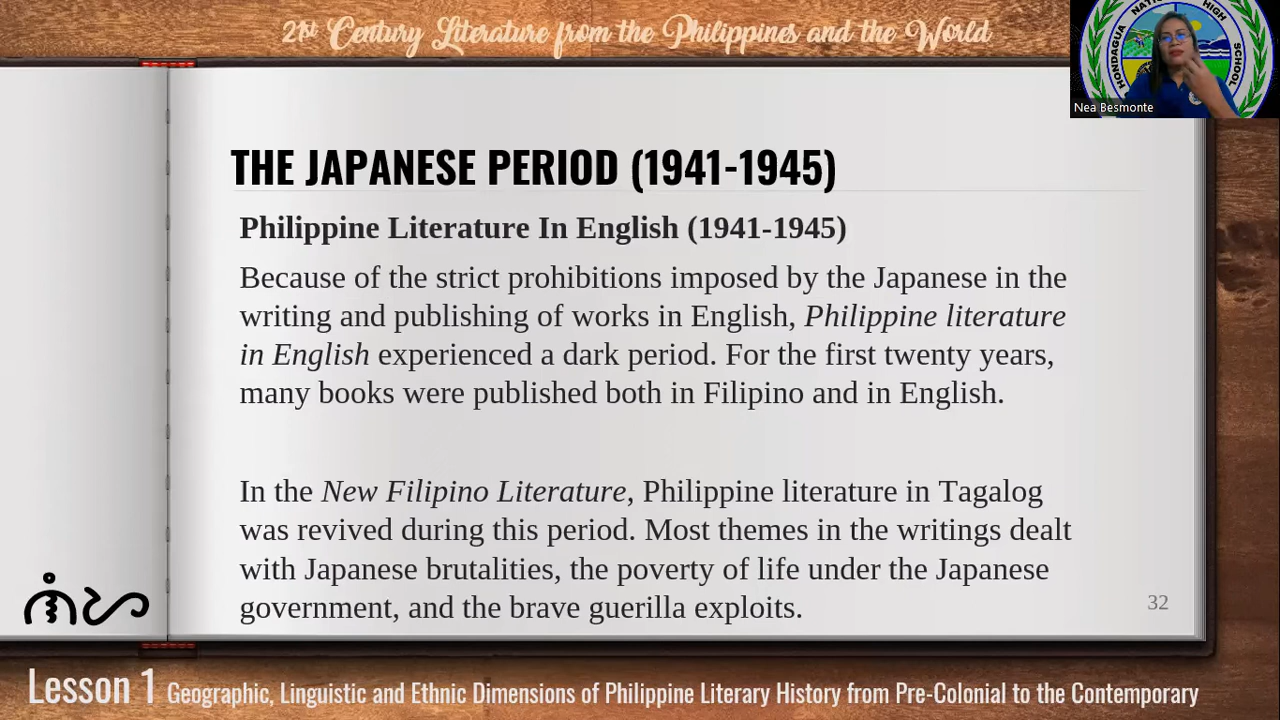 21st Century Literature from the Philippines and the World
HONDAGUA NATIONAL HIGH SCHOOL
Nea Besmonte
THE JAPANESE PERIOD (1941-1945)
Philippine Literature In English (1941-1945)
Because of the strict prohibitions imposed by the Japanese in the
writing and publishing of works in English, Philippine literature
in English experienced a dark period. For the first twenty years,
many books were published both in Filipino and in English.
In the New Filipino Literature, Philippine literature in Tagalog
was revived during this period. Most themes in the writings dealt
with Japanese brutalities, the poverty of life under the Japanese
government, and the brave guerilla exploits.
32
Lesson 1 Geographic, Linguistic and Ethnic Dimensions of Philippine Literary History from Pre-Colonial to the Contemporary